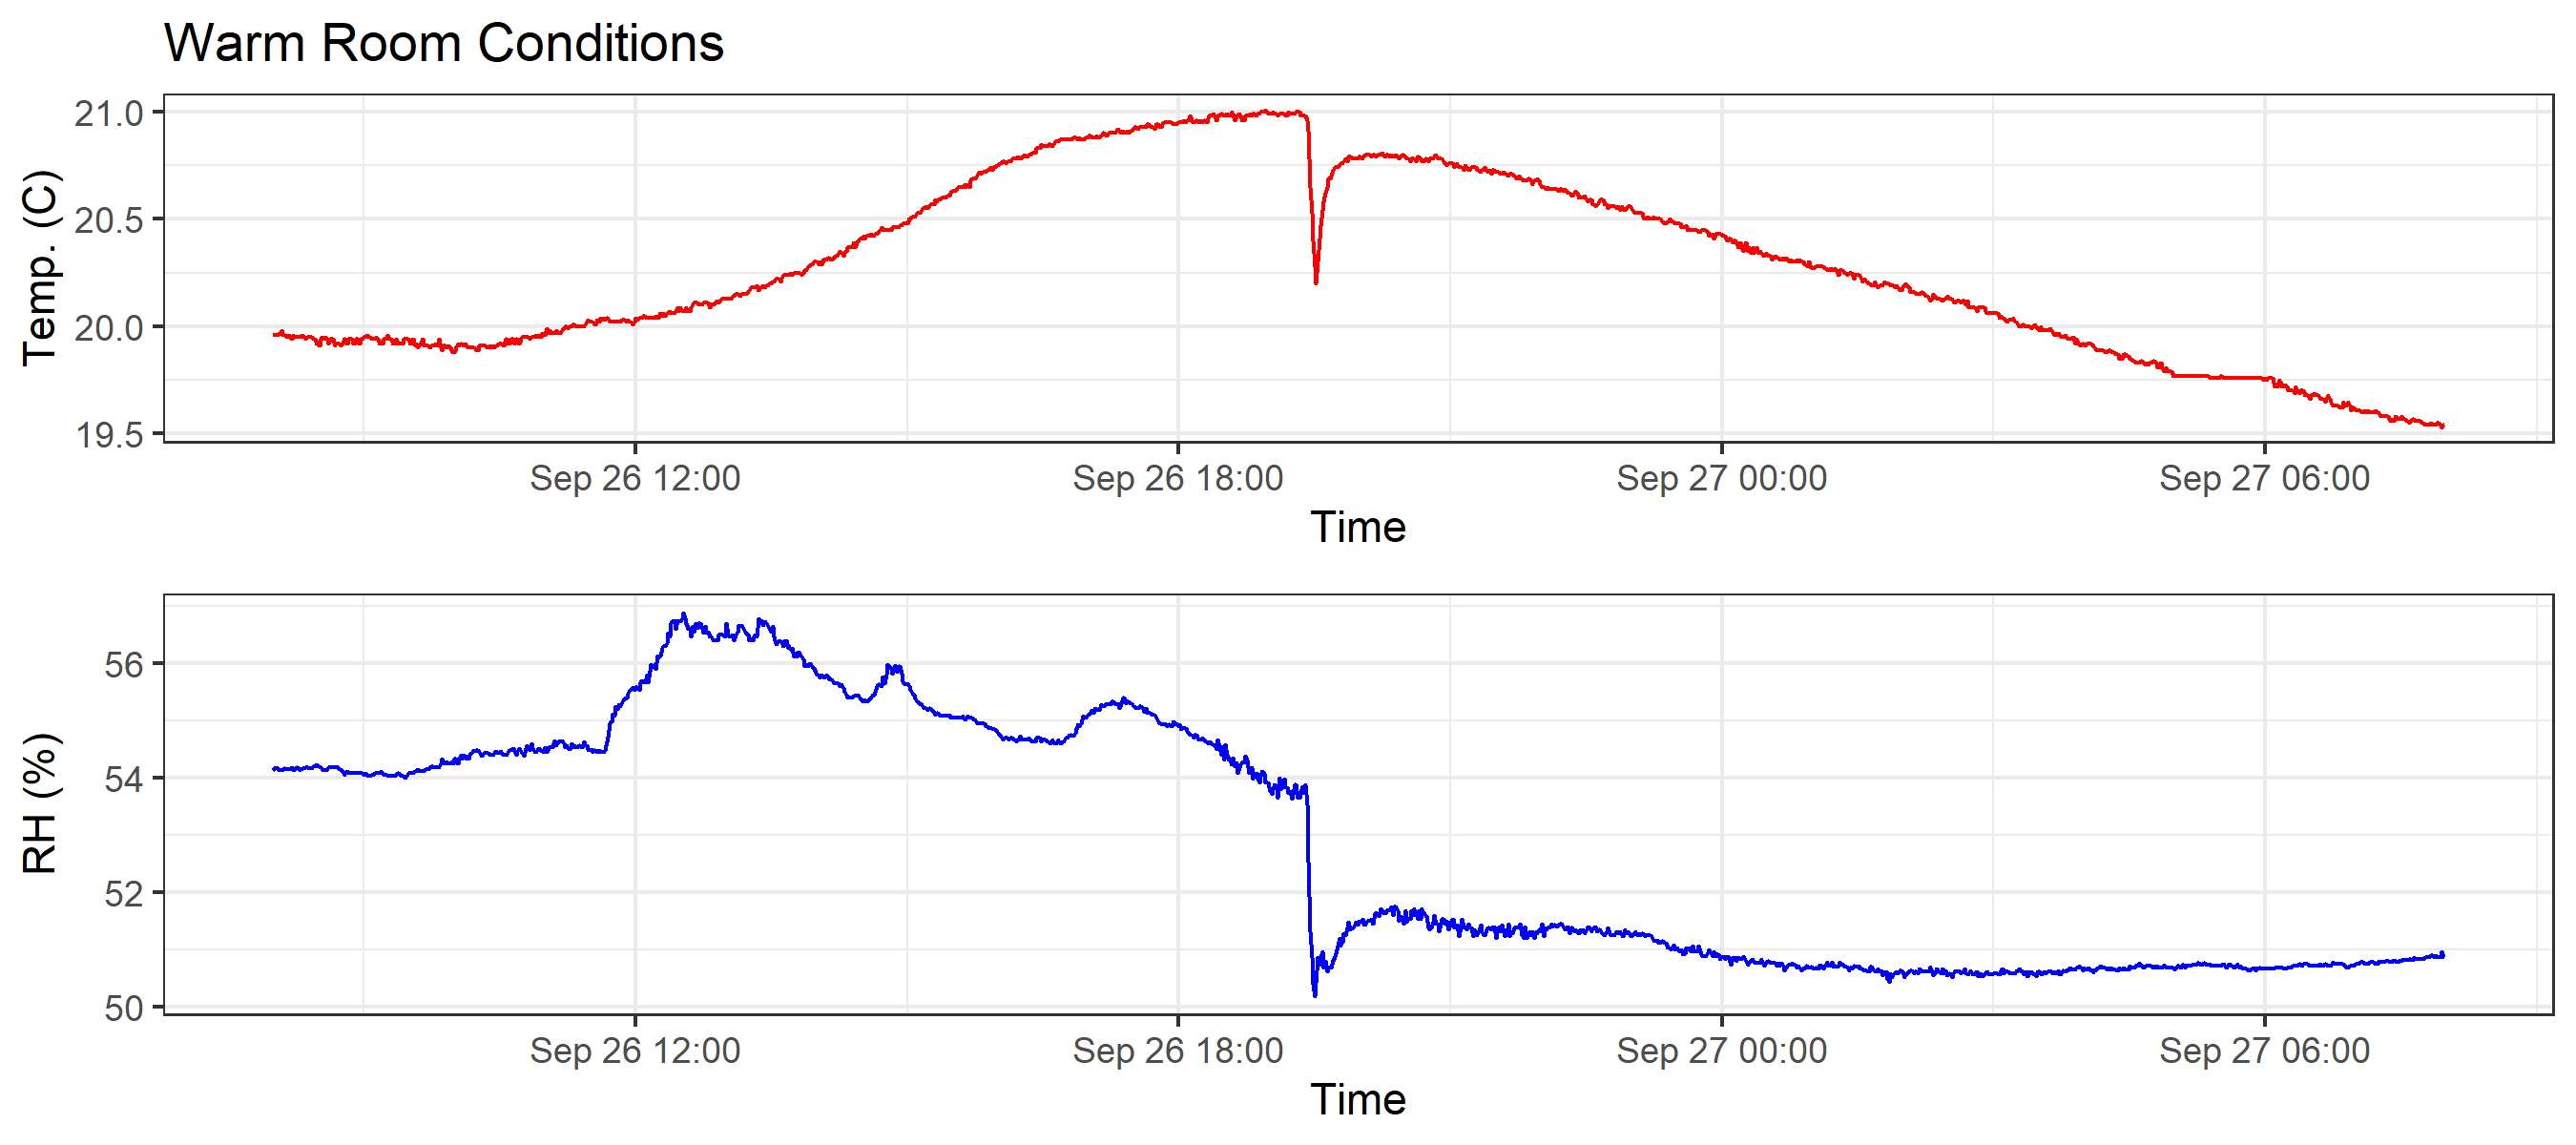 Warm Room Conditions
21.0
20.5
20.0
19.5
Temp. (C)
Sep 26 12:00 Sep 26 18:00 Sep 27 00:00 Sep 27 06:00
Time
56
54
52
50
RH (%)
Sep 26 12:00 Sep 26 18:00 Sep 27 00:00 Sep 27 06:00
Time